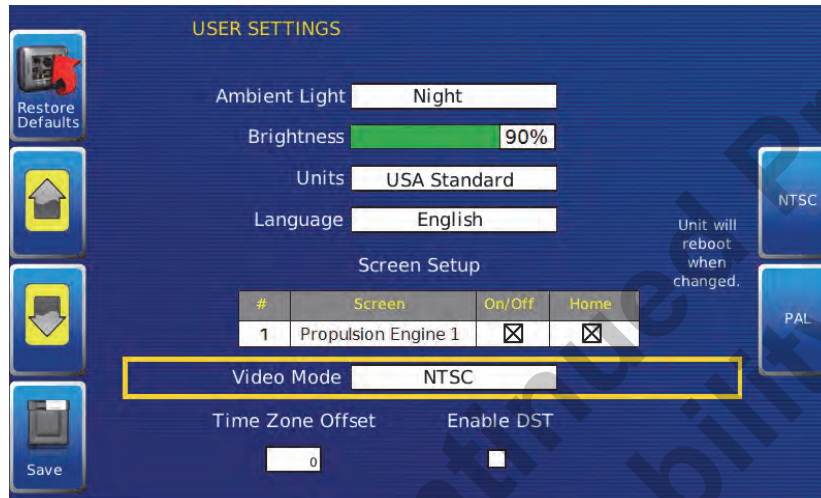 USER SETTINGS
Restore
Defaults
Ambient Light Night
Brightness 90%
Units USA Standard
Language English
NTSC
Unit will
reboot
when
changed.
Screen Setup
# Screen On/Off Home
1 Propulsion Engine 1
PAL
Video Mode NTSC
Time Zone Offset Enable DST
0
Save